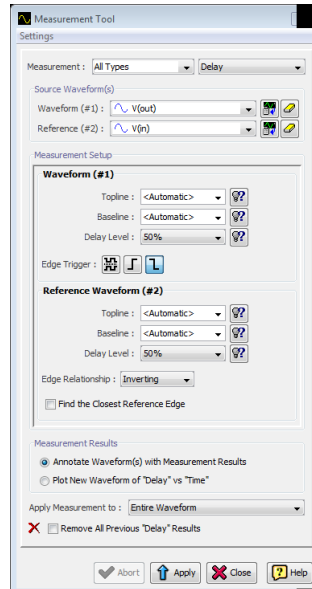 Measurement Tool
Settings
Measurement : All Types Delay
Source Waveform(s)
Waveform (#1) : V(out)
Reference (#2) : V(in)
Measurement Setup
Waveform (#1)
Topline : <Automatic>
Baseline : <Automatic>
Delay Level : 50%
Edge Trigger :
Reference Waveform (#2)
Topline : <Automatic>
Baseline : <Automatic>
Delay Level : 50%
Edge Relationship : Inverting
Find the Closest Reference Edge
Measurement Results
Annotate Waveform(s) with Measurement Results
Plot New Waveform of "Delay" vs "Time"
Apply Measurement to : Entire Waveform
Remove All Previous "Delay" Results
Abort Apply Close Help